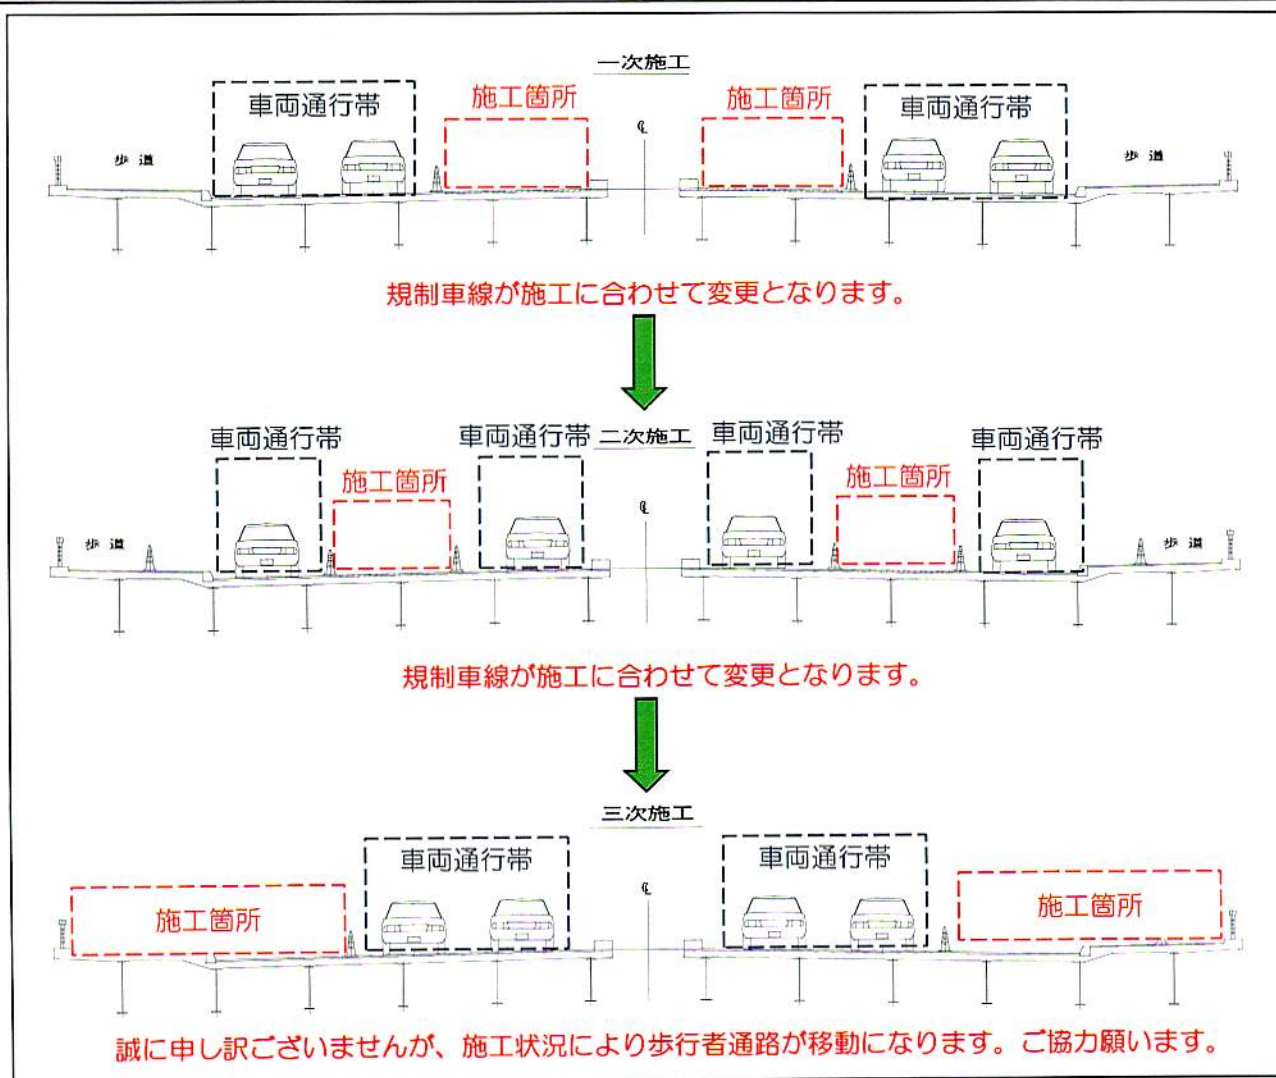 一次施工
車両通行帯 施工箇所 施工箇所 車両通行帯
歩道 ℄ 歩道
規制車線が施工に合わせて変更となります。
二次施工
車両通行帯 車両通行帯 車両通行帯 車両通行帯
施工箇所 施工箇所
歩道 ℄ 歩道
規制車線が施工に合わせて変更となります。
三次施工
車両通行帯 車両通行帯
施工箇所 ℄ 施工箇所
誠に申し訳ございませんが、施工状況により歩行者通路が移動になります。ご協力願います。